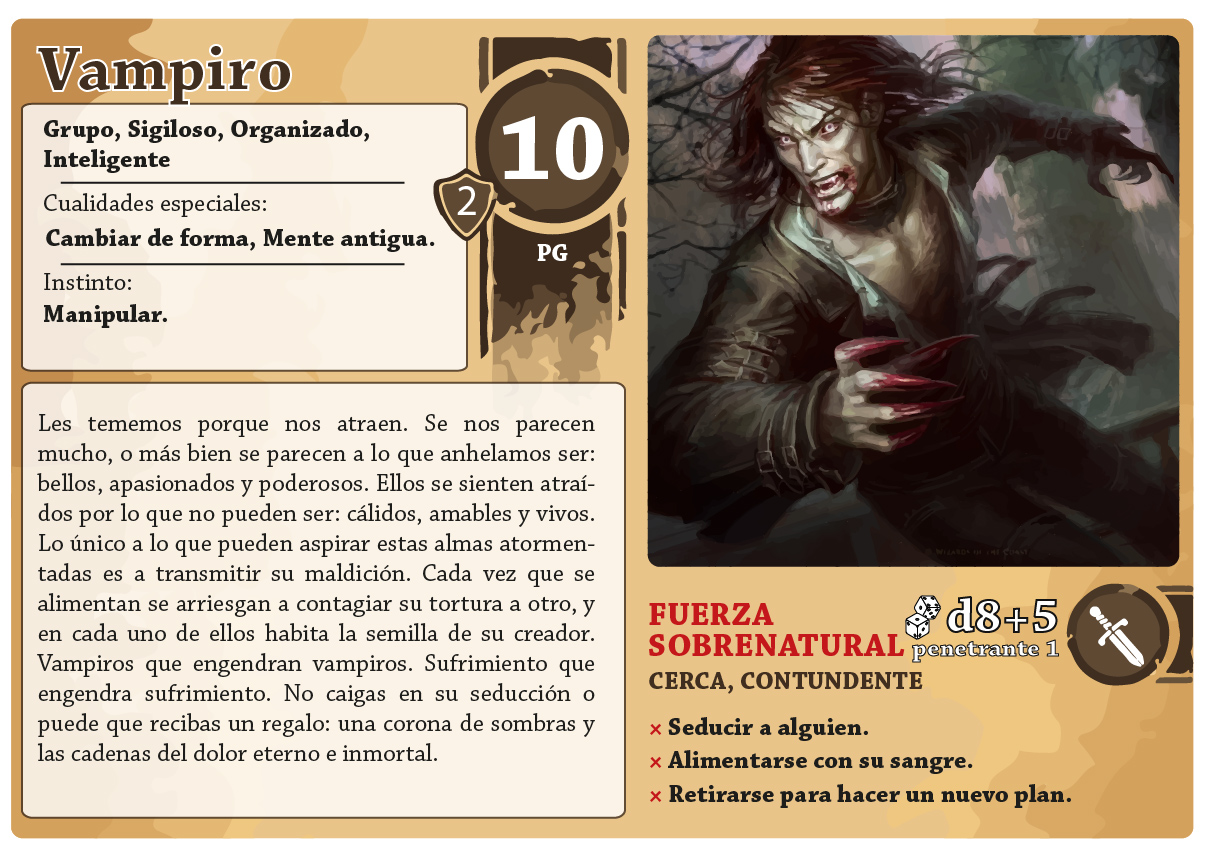 Vampiro
Grupo, Sigiloso, Organizado,
Inteligente
Cualidades especiales:
Cambiar de forma, Mente antigua.
Instinto:
Manipular.
10
2
PG
Les tememos porque nos atraen. Se nos parecen
mucho, o más bien se parecen a lo que anhelamos ser:
bellos, apasionados y poderosos. Ellos se sienten atraí-
dos por lo que no pueden ser: cálidos, amables y vivos.
Lo único a lo que pueden aspirar estas almas atormen-
tadas es a transmitir su maldición. Cada vez que se
alimentan se arriesgan a contagiar su tortura a otro, y
en cada uno de ellos habita la semilla de su creador.
Vampiros que engendran vampiros. Sufrimiento que
engendra sufrimiento. No caigas en su seducción o
puede que recibas un regalo: una corona de sombras y
las cadenas del dolor eterno e inmortal.
© Wizards of the Coast
FUERZA
SOBRENATURAL
d8+5
penetrante 1
CERCA, CONTUNDENTE
× Seducir a alguien.
× Alimentarse con su sangre.
× Retirarse para hacer un nuevo plan.